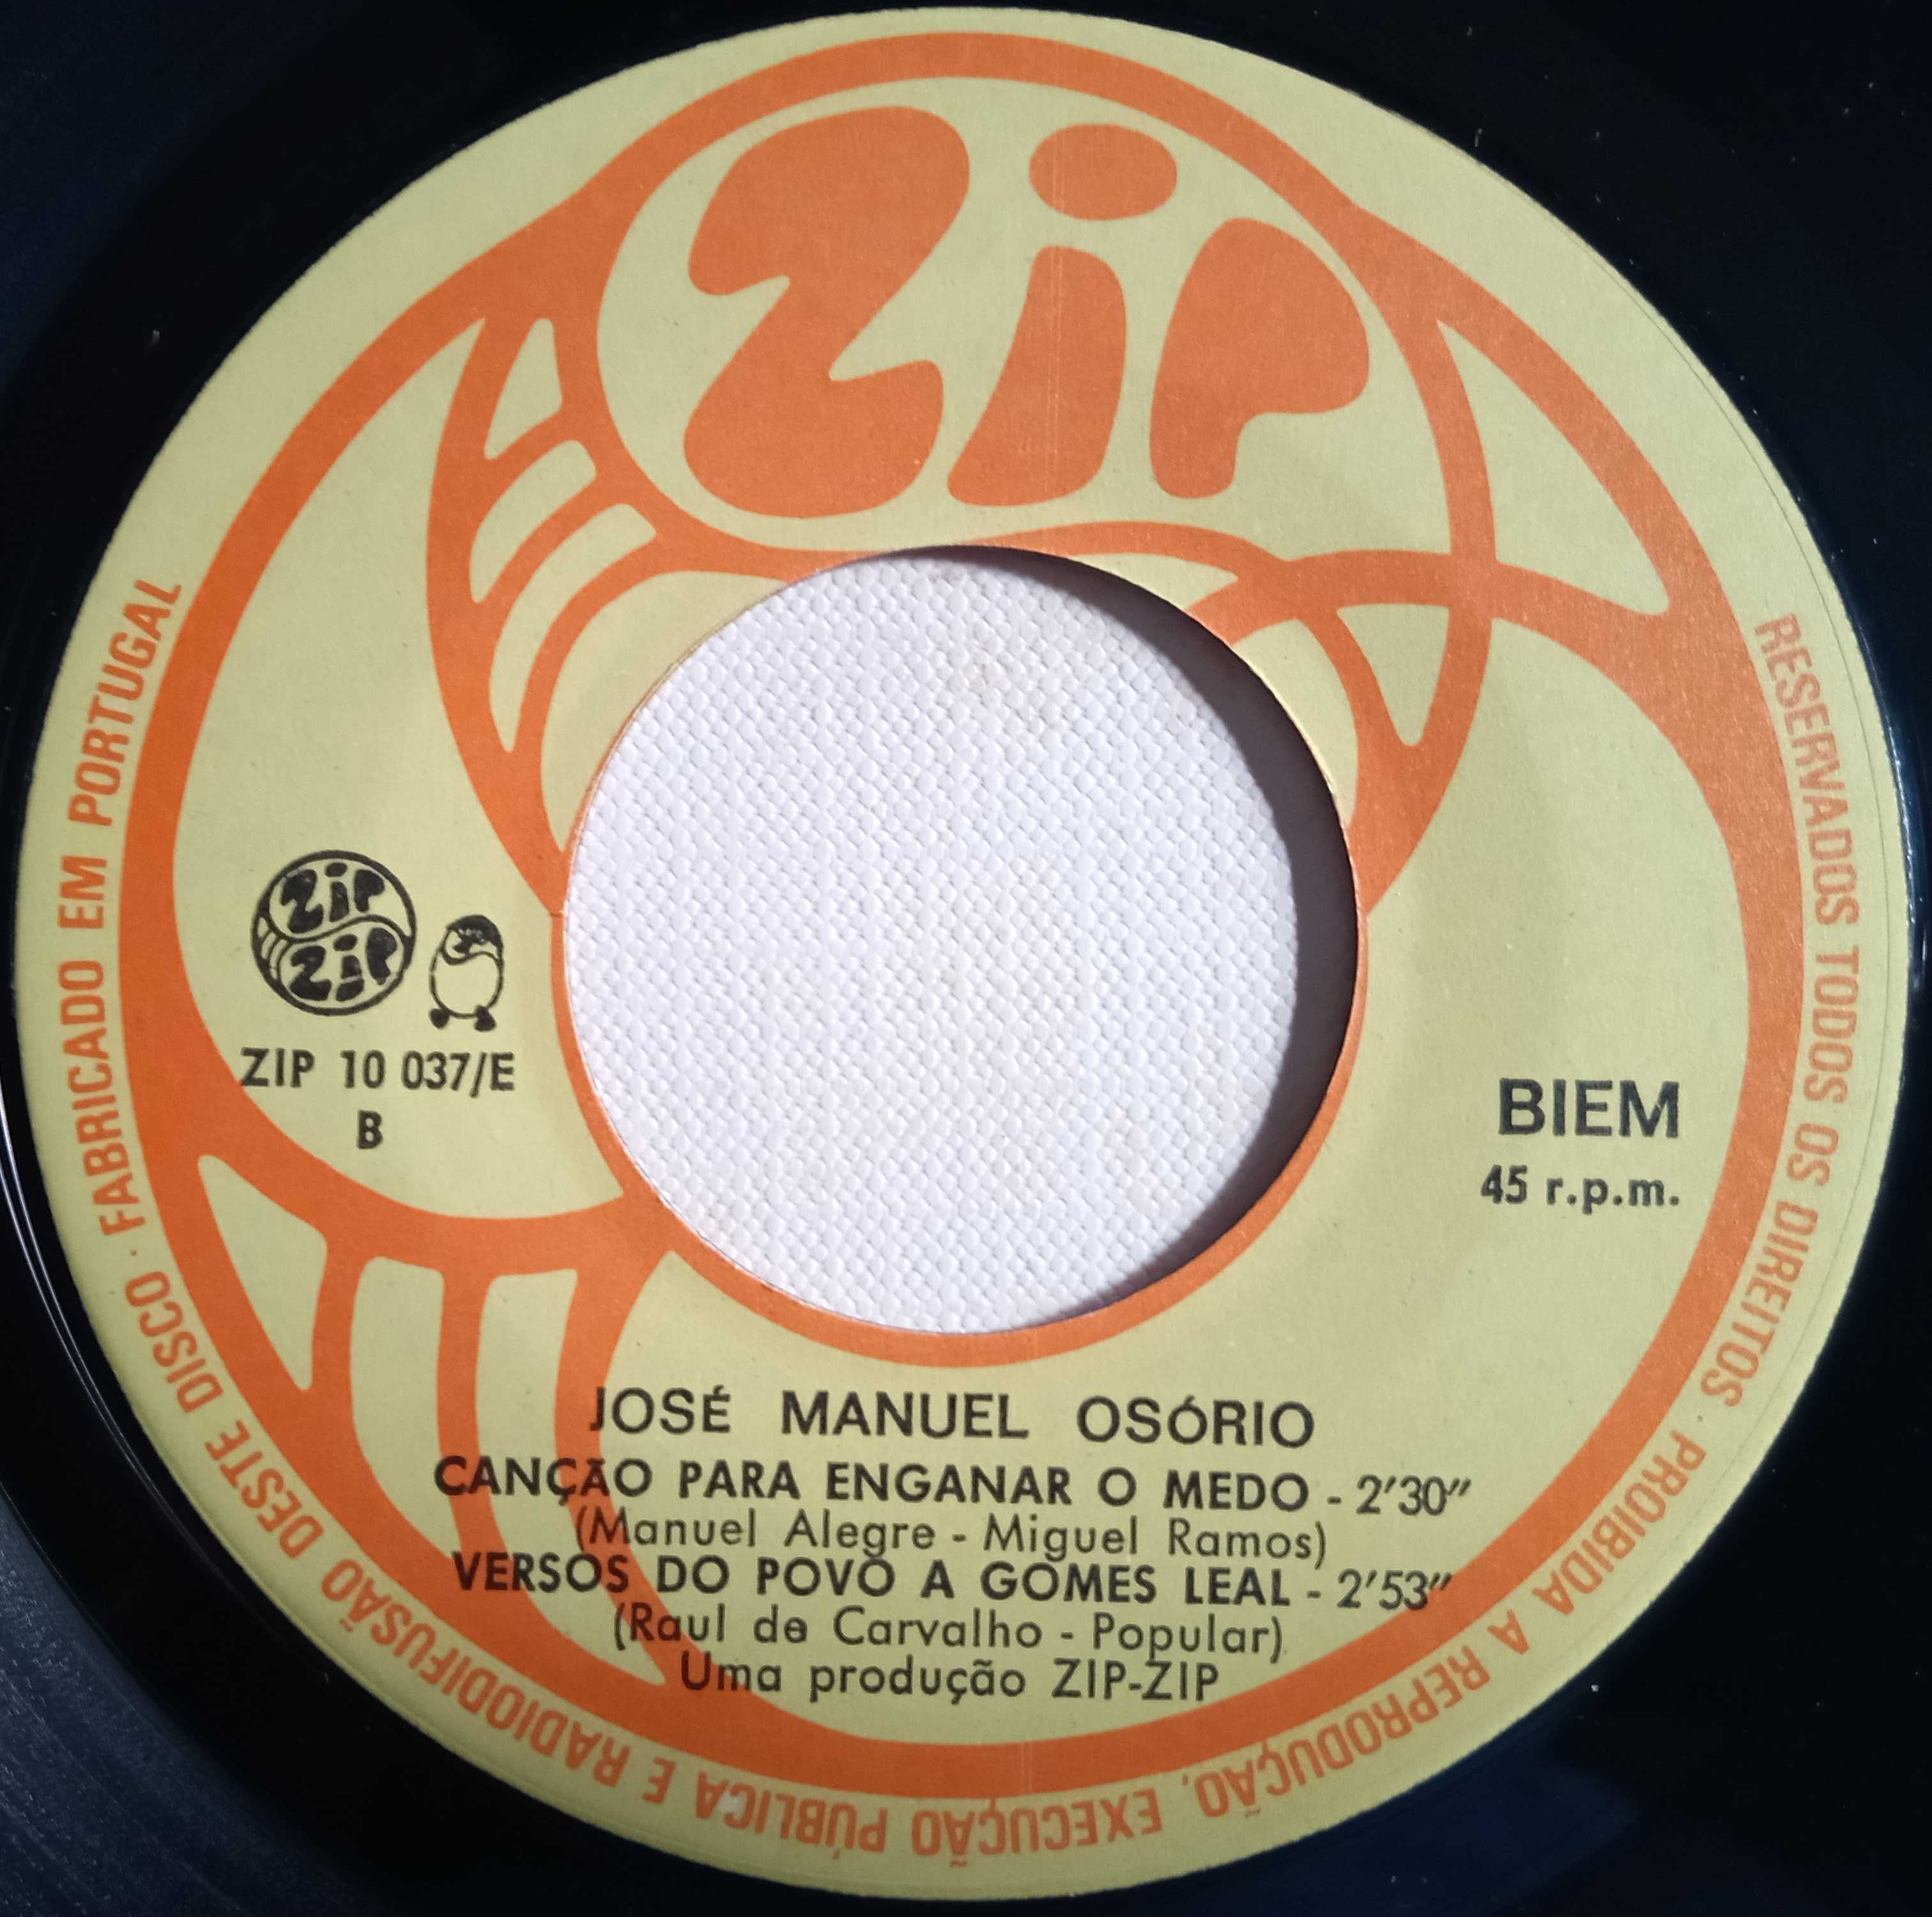 Zip
RESERVADOS TODOS OS DIREITOS · PROIBIDA A REPRODUÇÃO, EXECUÇÃO PÚBLICA E RADIODIFUSÃO DESTE DISCO · FABRICADO EM PORTUGAL
Zip
Zip
ZIP 10 037/E
B
BIEM
45 r.p.m.
JOSÉ MANUEL OSÓRIO
CANÇÃO PARA ENGANAR O MEDO - 2'30"
(Manuel Alegre - Miguel Ramos)
VERSOS DO POVO A GOMES LEAL - 2'53"
(Raul de Carvalho - Popular)
Uma produção ZIP-ZIP